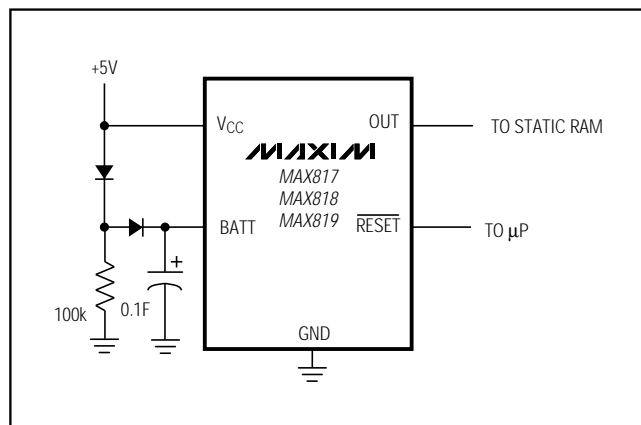 +5V
VCC
OUT
TO STATIC RAM
MAXIM
MAX817
MAX818
MAX819
BATT
RESET
TO µP
+
100k
0.1F
GND